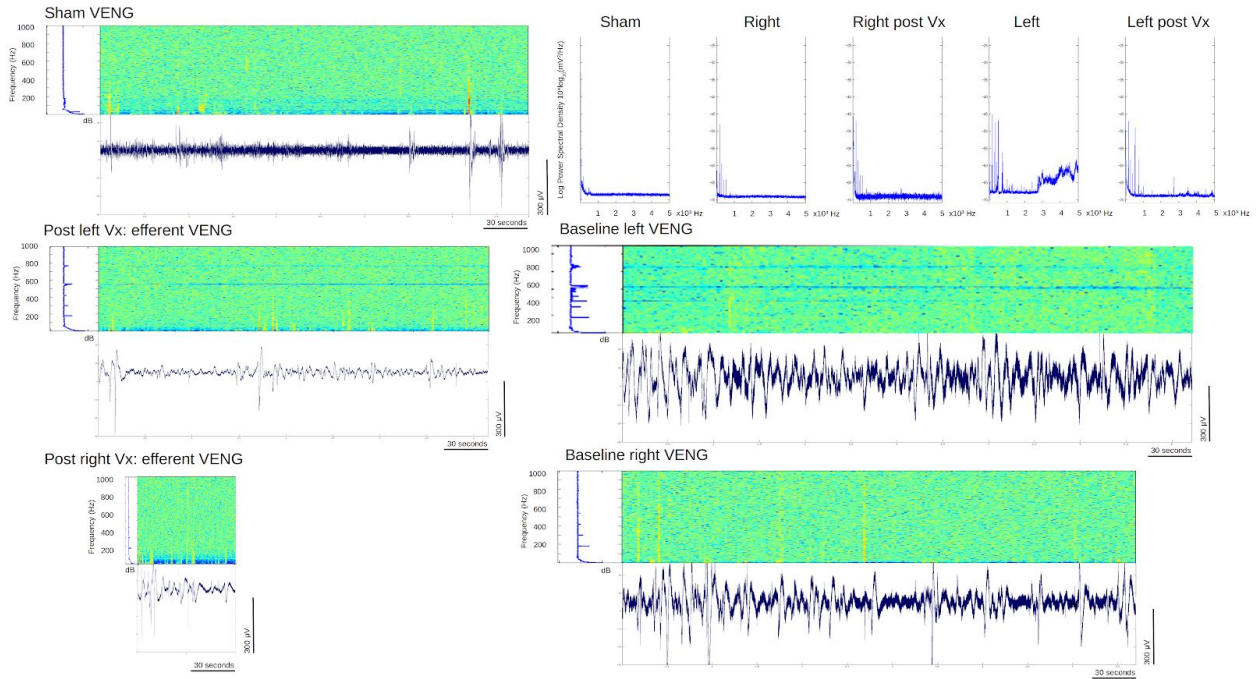 Sham VENG
1000
800
600
400
200
Frequency (Hz)
dB
300 μV
30 seconds
Sham
Right
Right post Vx
Left
Left post Vx
Log Power Spectral Density 10*log₁₀(mV²/Hz)
1 2 3 4 5 x10³ Hz
1 2 3 4 5 x10³ Hz
1 2 3 4 5 x10³ Hz
1 2 3 4 5 x10³ Hz
1 2 3 4 5 x10³ Hz
Post left Vx: efferent VENG
1000
800
600
400
200
Frequency (Hz)
dB
300 μV
30 seconds
Baseline left VENG
1000
800
600
400
200
Frequency (Hz)
dB
300 μV
30 seconds
Post right Vx: efferent VENG
1000
800
600
400
200
Frequency (Hz)
dB
300 μV
30 seconds
Baseline right VENG
1000
800
600
400
200
Frequency (Hz)
dB
300 μV
30 seconds